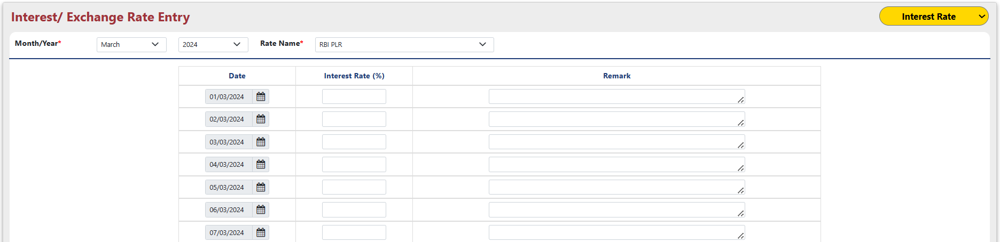 Interest/ Exchange Rate Entry
Interest Rate
Month/Year* March 2024 Rate Name* RBI PLR
Date Interest Rate (%) Remark
01/03/2024
02/03/2024
03/03/2024
04/03/2024
05/03/2024
06/03/2024
07/03/2024